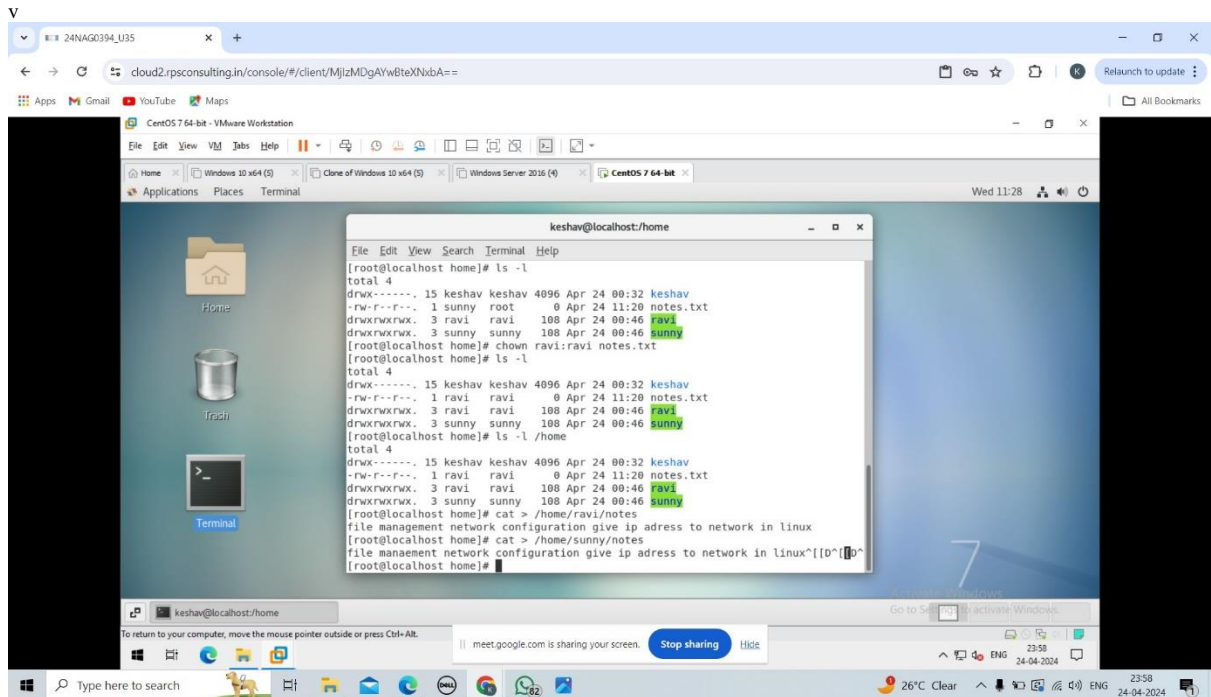 v
24NAG0394_U35
cloud2.rpsconsulting.in/console/#/client/MjIzMDgAYwBteXNxbA==
K
Relaunch to update
Apps Gmail YouTube Maps
All Bookmarks
CentOS 7 64-bit - VMware Workstation
File Edit View VM Tabs Help
Home Windows 10 x64 (S) Clone of Windows 10 x64 (S) Windows Server 2016 (4) CentOS 7 64-bit
Applications Places Terminal
Wed 11:28
keshav@localhost:/home
File Edit View Search Terminal Help
[root@localhost home]# ls -l
total 4
drwx------. 15 keshav keshav 4096 Apr 24 00:32 keshav
-rw-r--r--. 1 sunny root 0 Apr 24 11:20 notes.txt
drwxrwxrwx. 3 ravi ravi 108 Apr 24 00:46 ravi
drwxrwxrwx. 3 sunny sunny 108 Apr 24 00:46 sunny
[root@localhost home]# chown ravi:ravi notes.txt
[root@localhost home]# ls -l
total 4
drwx------. 15 keshav keshav 4096 Apr 24 00:32 keshav
-rw-r--r--. 1 ravi ravi 0 Apr 24 11:20 notes.txt
drwxrwxrwx. 3 ravi ravi 108 Apr 24 00:46 ravi
drwxrwxrwx. 3 sunny sunny 108 Apr 24 00:46 sunny
[root@localhost home]# ls -l /home
total 4
drwx------. 15 keshav keshav 4096 Apr 24 00:32 keshav
-rw-r--r--. 1 ravi ravi 0 Apr 24 11:20 notes.txt
drwxrwxrwx. 3 ravi ravi 108 Apr 24 00:46 ravi
drwxrwxrwx. 3 sunny sunny 108 Apr 24 00:46 sunny
[root@localhost home]# cat > /home/ravi/notes
file management network configuration give ip adress to network in linux
[root@localhost home]# cat > /home/sunny/notes
file manaement network configuration give ip adress to network in linux^[[D^[[D^
[root@localhost home]#
Home
Trash
Terminal
7
Activate Windows
Go to Settings to activate Windows.
keshav@localhost:/home
To return to your computer, move the mouse pointer outside or press Ctrl+Alt.
meet.google.com is sharing your screen. Stop sharing Hide
ENG 23:58
24-04-2024
Type here to search
DELL
82
26°C Clear
ENG 23:58
24-04-2024